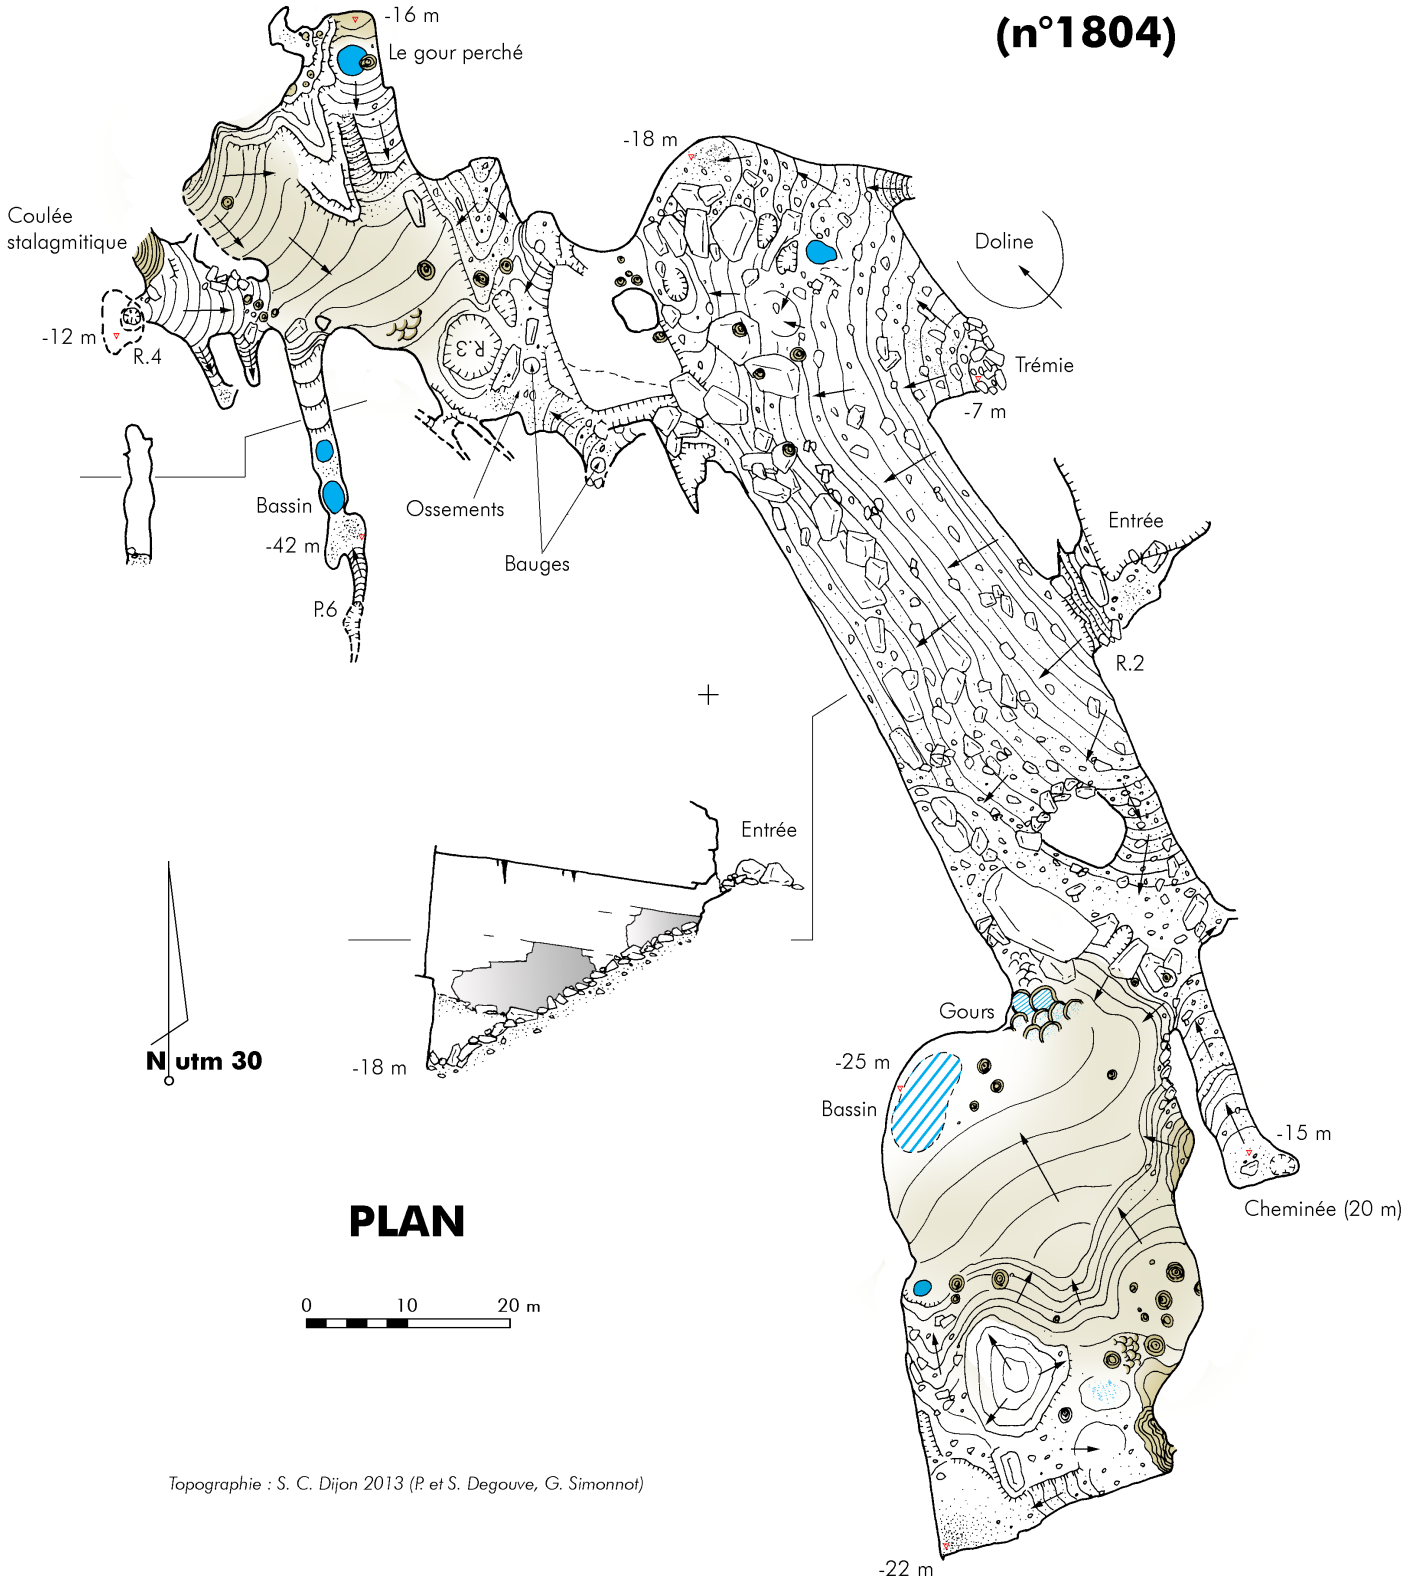 (n°1804)
-16 m
Le gour perché
-18 m
Coulée
stalagmitique
Doline
-12 m
R.4
R.3
Trémie
-7 m
Bassin
Ossements
-42 m
Bauges
Entrée
P.6
R.2
Entrée
Gours
-18 m
N utm 30
-25 m
Bassin
-15 m
Cheminée (20 m)
PLAN
0 10 20 m
Topographie : S. C. Dijon 2013 (P. et S. Degouve, G. Simonnot)
-22 m